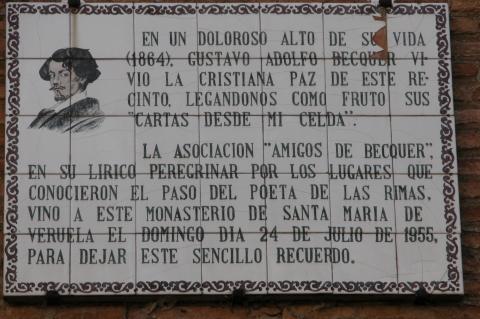 EN UN DOLOROSO ALTO DE SU VIDA
(1864), GUSTAVO ADOLFO BECQUER VI-
VIO LA CRISTIANA PAZ DE ESTE RE-
CINTO, LEGANDONOS COMO FRUTO SUS
"CARTAS DESDE MI CELDA".
LA ASOCIACION "AMIGOS DE BECQUER",
EN SU LIRICO PEREGRINAR POR LOS LUGARES QUE
CONOCIERON EL PASO DEL POETA DE LAS RIMAS,
VINO A ESTE MONASTERIO DE SANTA MARIA DE
VERUELA EL DOMINGO DIA 24 DE JULIO DE 1955,
PARA DEJAR ESTE SENCILLO RECUERDO.